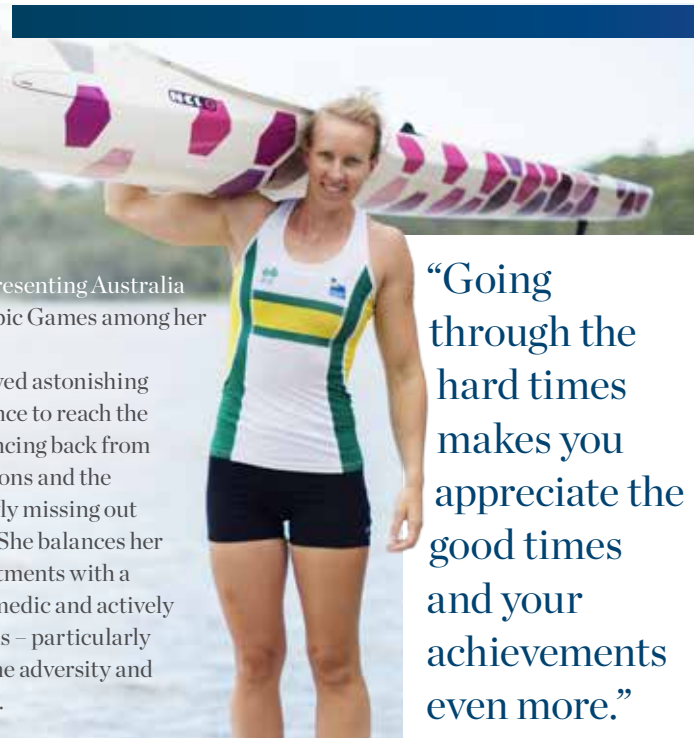 NELO
resenting Australia
pic Games among her
ved astonishing
nce to reach the
ncing back from
ons and the
ly missing out
She balances her
tments with a
medic and actively
s – particularly
ne adversity and
.
“Going
through the
hard times
makes you
appreciate the
good times
and your
achievements
even more.”